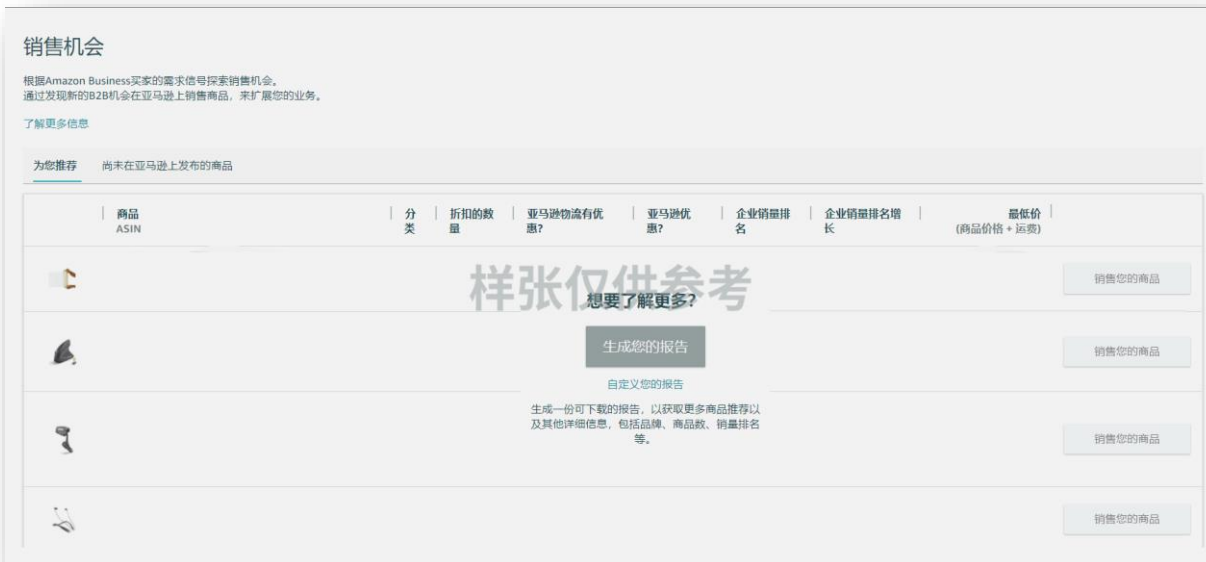 销售机会
根据Amazon Business买家的需求信号探索销售机会。
通过发现新的B2B机会在亚马逊上销售商品，来扩展您的业务。
了解更多信息
为您推荐 尚未在亚马逊上发布的商品
商品 分 折扣的数 亚马逊物流有优 亚马逊优 企业销量排 企业销量排名增 最低价
ASIN 类 量 惠? 惠? 名 长 (商品价格 + 运费)
样张仅供参考
销售您的商品
想要了解更多?
生成您的报告
销售您的商品
自定义您的报告
生成一份可下载的报告，以获取更多商品推荐以
及其他详细信息，包括品牌、商品数、销量排名
等。
销售您的商品
销售您的商品